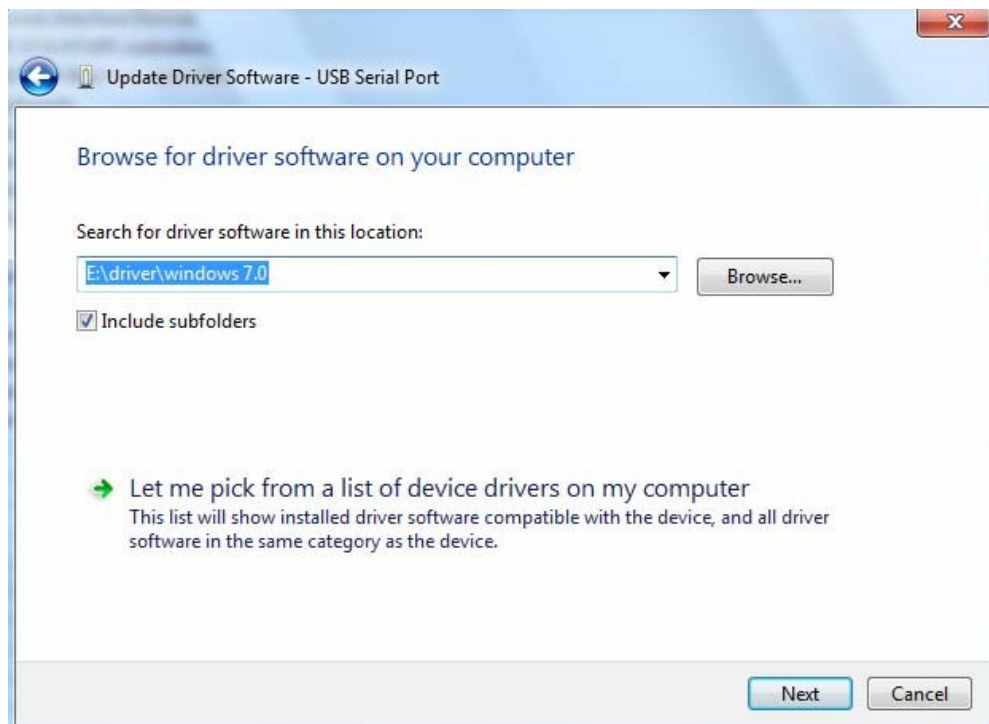 Update Driver Software - USB Serial Port
Browse for driver software on your computer
Search for driver software in this location:
E:\driver\windows 7.0
Browse...
Include subfolders
Let me pick from a list of device drivers on my computer
This list will show installed driver software compatible with the device, and all driver
software in the same category as the device.
Next
Cancel